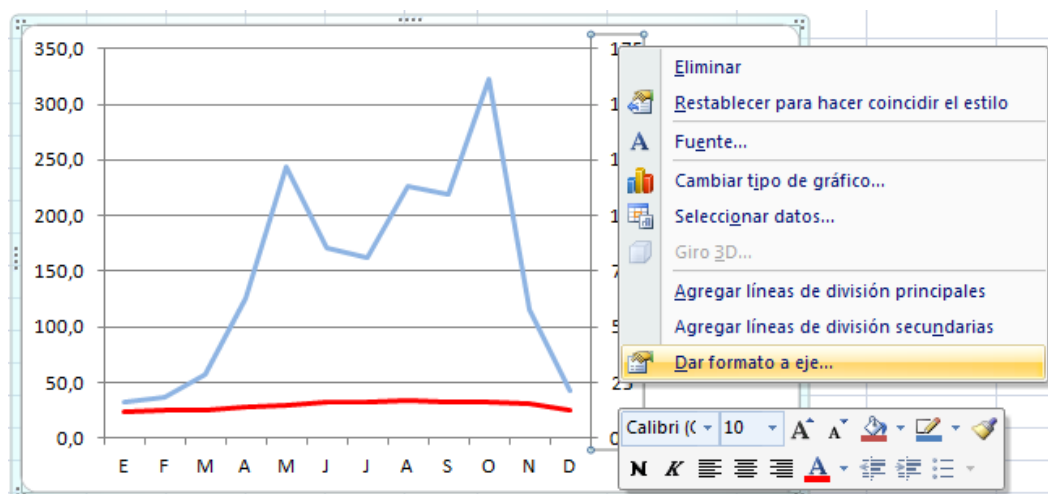 350,0
300,0
250,0
200,0
150,0
100,0
50,0
0,0
E F M A M J J A S O N D
175
25
0
Eliminar
Restablecer para hacer coincidir el estilo
Fuente...
Cambiar tipo de gráfico...
Seleccionar datos...
Giro 3D...
Agregar líneas de división principales
Agregar líneas de división secundarias
Dar formato a eje...
Calibri (( 10 A A
N K A